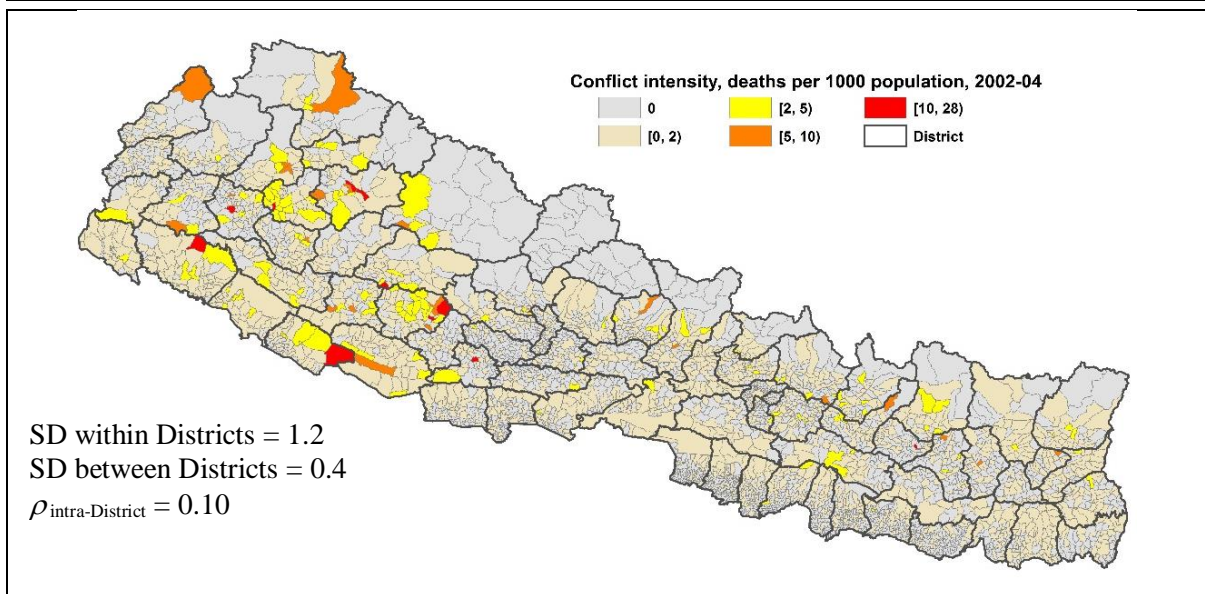 Conflict intensity, deaths per 1000 population, 2002-04
0 [2, 5) [10, 28)
[0, 2) [5, 10) District
SD within Districts = 1.2
SD between Districts = 0.4
ρ intra-District = 0.10